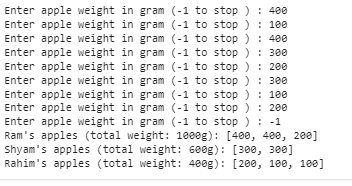 Enter apple weight in gram (-1 to stop ) : 400
Enter apple weight in gram (-1 to stop ) : 100
Enter apple weight in gram (-1 to stop ) : 400
Enter apple weight in gram (-1 to stop ) : 300
Enter apple weight in gram (-1 to stop ) : 200
Enter apple weight in gram (-1 to stop ) : 300
Enter apple weight in gram (-1 to stop ) : 100
Enter apple weight in gram (-1 to stop ) : 200
Enter apple weight in gram (-1 to stop ) : -1
Ram's apples (total weight: 1000g): [400, 400, 200]
Shyam's apples (total weight: 600g): [300, 300]
Rahim's apples (total weight: 400g): [200, 100, 100]